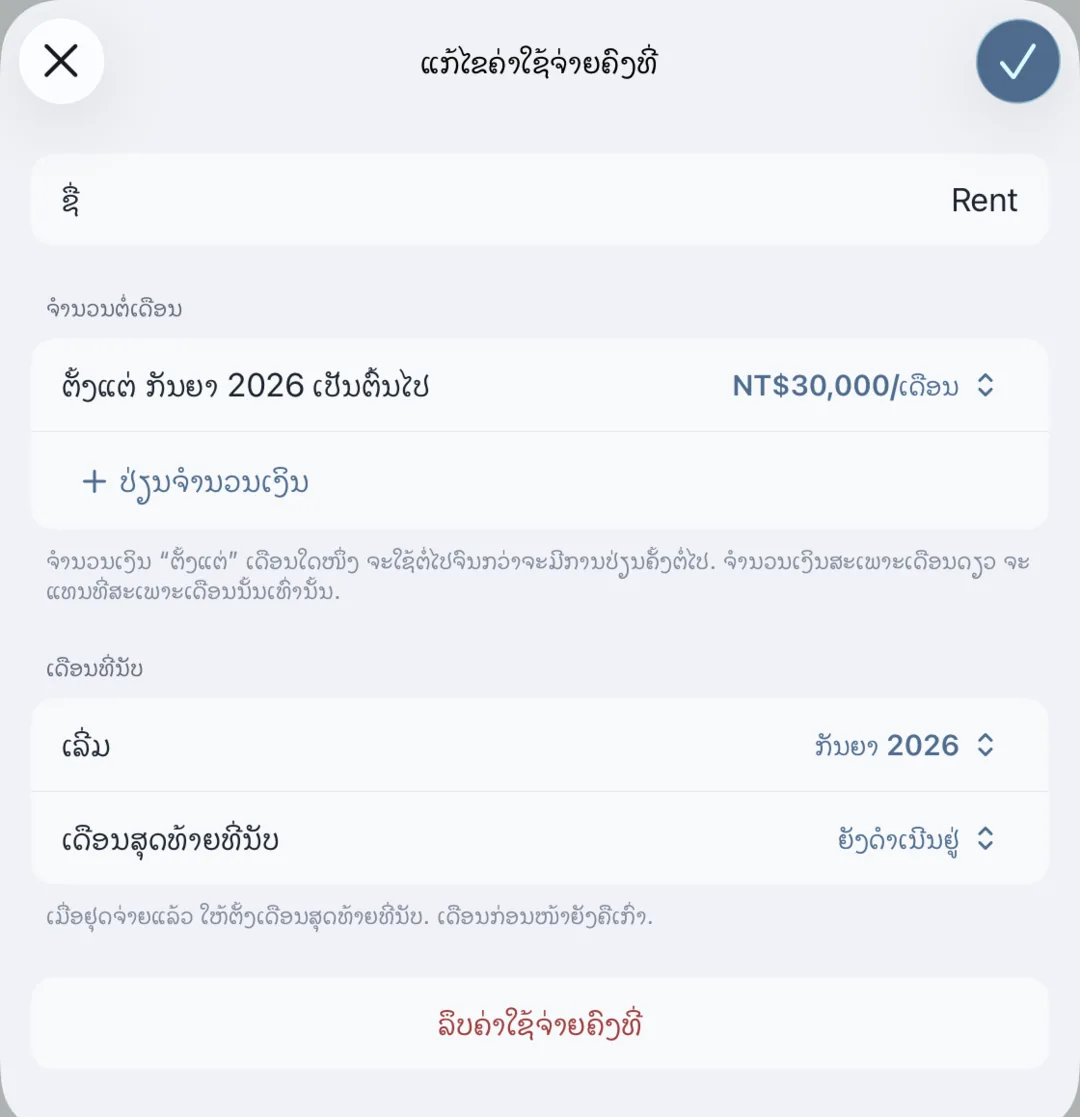 ແກ້ໄຂຄ່າໃຊ້ຈ່າຍຄົງທີ່
ຊື່ Rent
ຈຳນວນຕໍ່ເດືອນ
ຕັ້ງແຕ່ ກັນຍາ 2026 ເປັນຕົ້ນໄປ NT$30,000/ເດືອນ
+ ປ່ຽນຈຳນວນເງິນ
ຈຳນວນເງິນ “ຕັ້ງແຕ່” ເດືອນໃດໜຶ່ງ ຈະໃຊ້ຕໍ່ໄປຈົນກວ່າຈະມີການປ່ຽນຄັ້ງຕໍ່ໄປ. ຈຳນວນເງິນສະເພາະເດືອນດຽວ ຈະ
ແທນທີ່ສະເພາະເດືອນນັ້ນເທົ່ານັ້ນ.
ເດືອນທີ່ນັບ
ເລີ່ມ ກັນຍາ 2026
ເດືອນສຸດທ້າຍທີ່ນັບ ຍັງດຳເນີນຢູ່
ເມື່ອຢຸດຈ່າຍແລ້ວ ໃຫ້ຕັ້ງເດືອນສຸດທ້າຍທີ່ນັບ. ເດືອນກ່ອນໜ້າຍັງຄືເກົ່າ.
ລຶບຄ່າໃຊ້ຈ່າຍຄົງທີ່